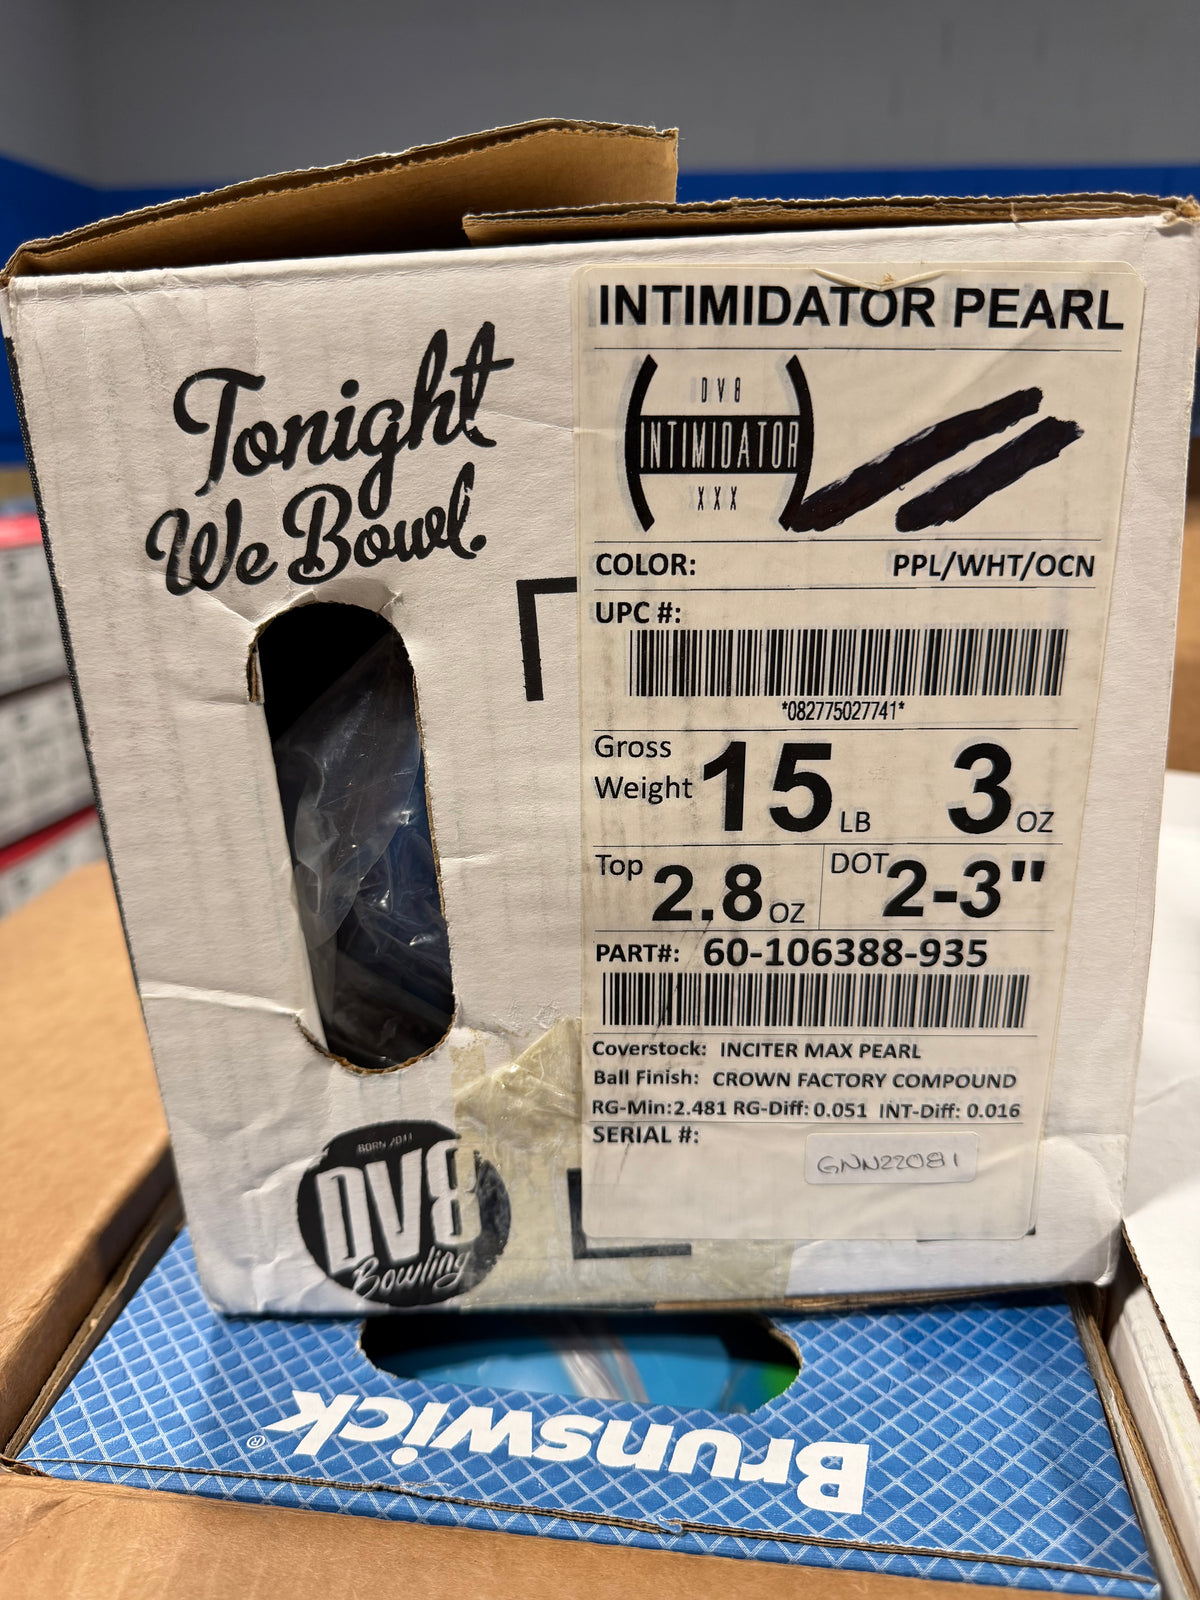 Tonight
We Bowl.
INTIMIDATOR PEARL
DV8
INTIMIDATOR
XXX
COLOR: PPL/WHT/OCN
UPC #:
*082775027741*
Gross Weight 15 LB 3 OZ
Top 2.8 OZ DOT 2-3"
PART#: 60-106388-935
Coverstock: INCITER MAX PEARL
Ball Finish: CROWN FACTORY COMPOUND
RG-Min:2.481 RG-Diff: 0.051 INT-Diff: 0.016
SERIAL #:
GNN22081
BORN 2011
DV8
Bowling
Brunswick®